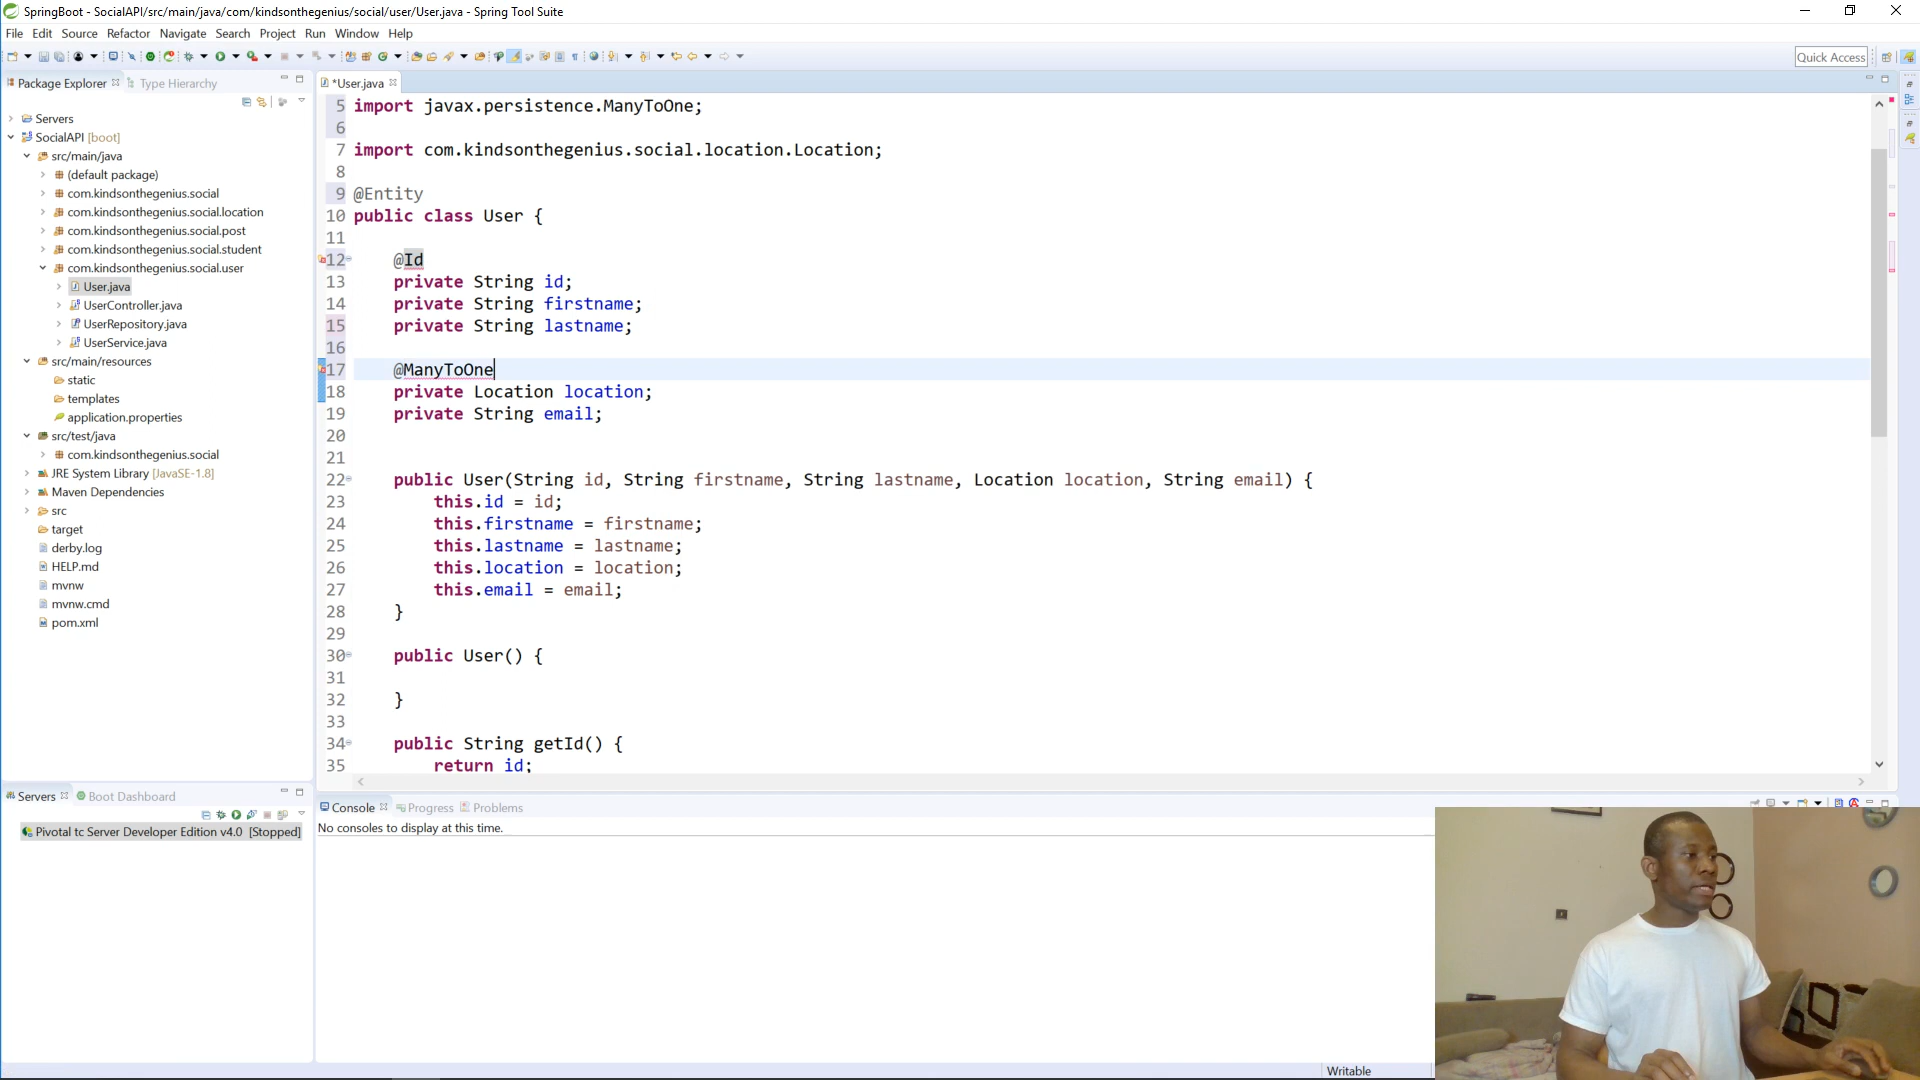 SpringBoot - SocialAPI/src/main/java/com/kindsonthegenius/social/user/User.java - Spring Tool Suite
File Edit Source Refactor Navigate Search Project Run Window Help
Quick Access
Package Explorer Type Hierarchy
Servers
SocialAPI [boot]
src/main/java
(default package)
com.kindsonthegenius.social
com.kindsonthegenius.social.location
com.kindsonthegenius.social.post
com.kindsonthegenius.social.student
com.kindsonthegenius.social.user
User.java
UserController.java
UserRepository.java
UserService.java
src/main/resources
static
templates
application.properties
src/test/java
com.kindsonthegenius.social
JRE System Library [JavaSE-1.8]
Maven Dependencies
src
target
derby.log
HELP.md
mvnw
mvnw.cmd
pom.xml
*User.java
5 import javax.persistence.ManyToOne;
6
7 import com.kindsonthegenius.social.location.Location;
8
9 @Entity
10 public class User {
11
12 @Id
13 private String id;
14 private String firstname;
15 private String lastname;
16
17 @ManyToOne
18 private Location location;
19 private String email;
20
21
22 public User(String id, String firstname, String lastname, Location location, String email) {
23 this.id = id;
24 this.firstname = firstname;
25 this.lastname = lastname;
26 this.location = location;
27 this.email = email;
28 }
29
30 public User() {
31
32 }
33
34 public String getId() {
35 return id;
Servers Boot Dashboard
Pivotal tc Server Developer Edition v4.0 [Stopped]
Console Progress Problems
No consoles to display at this time.
Writable